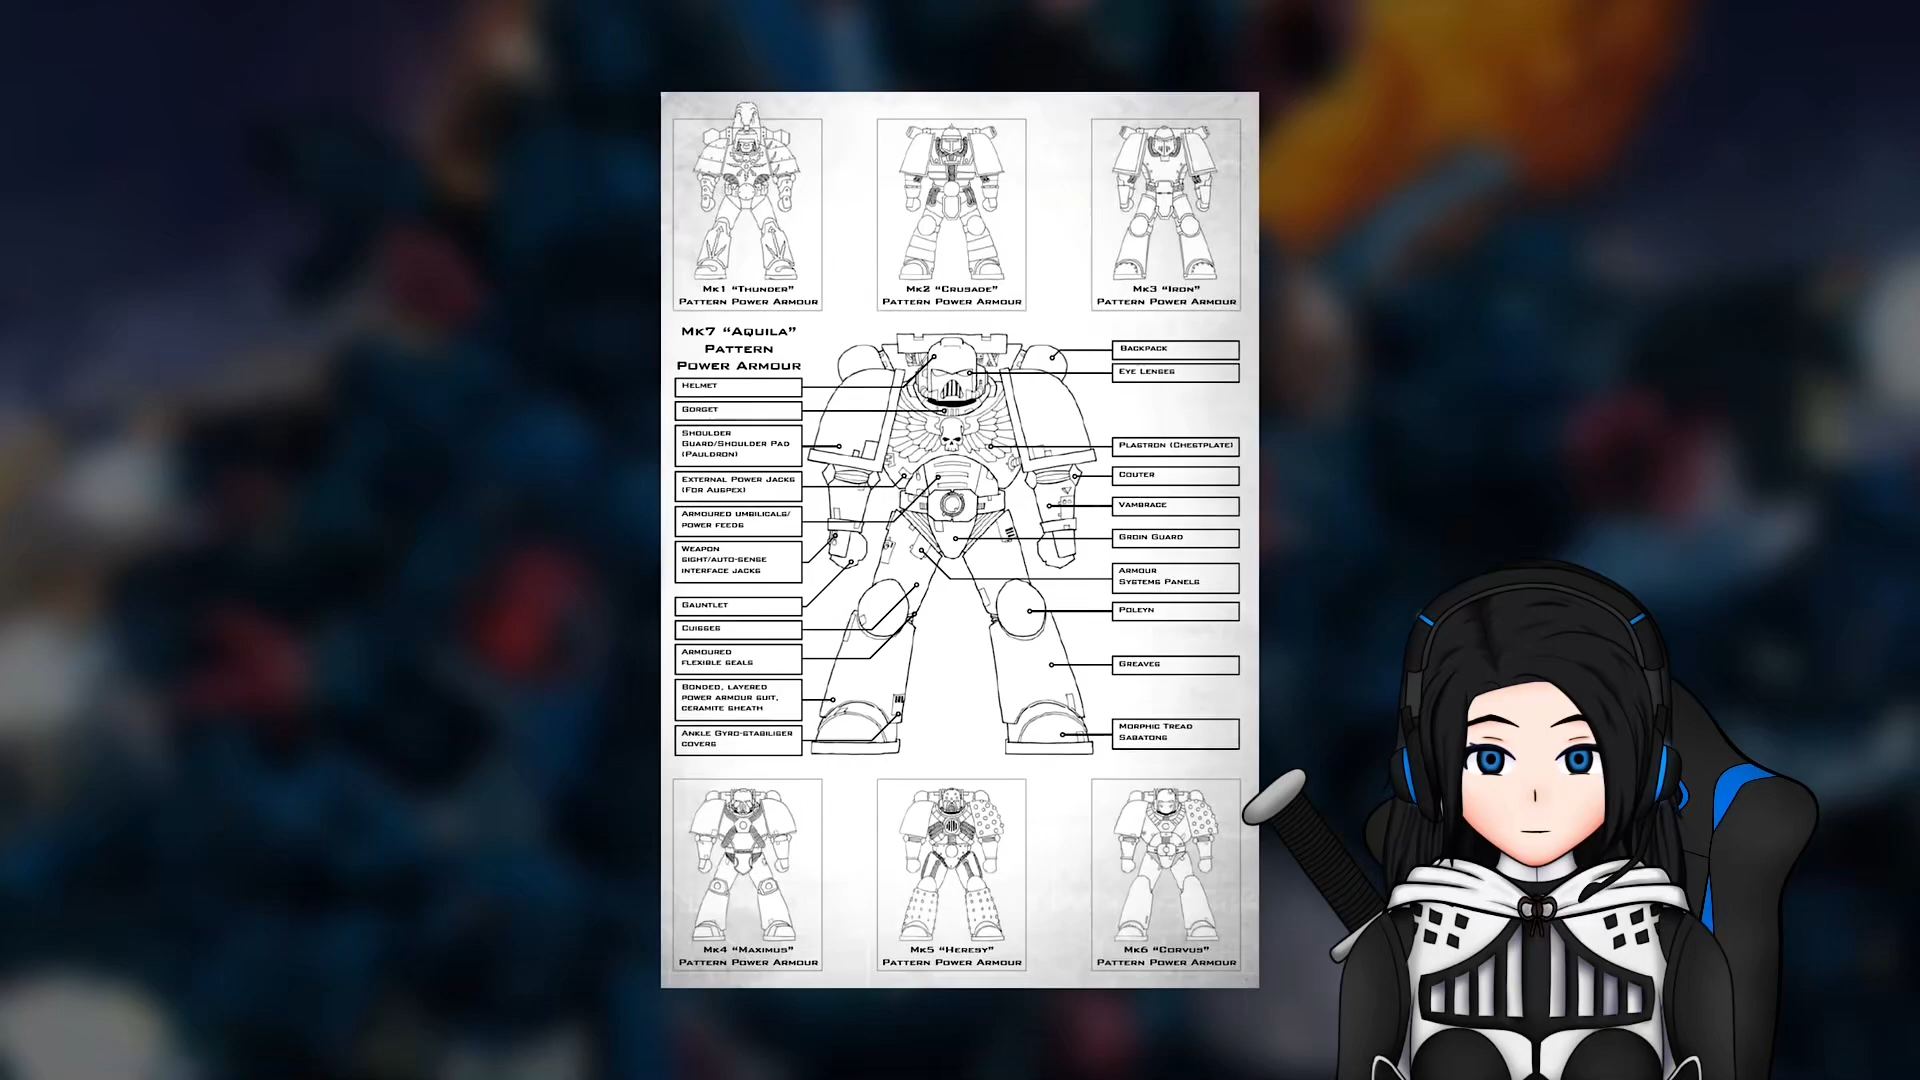 Mk1 "Thunder"
Pattern Power Armour
Mk2 "Crusade"
Pattern Power Armour
Mk3 "Iron"
Pattern Power Armour
Mk7 "Aquila"
Pattern
Power Armour
Helmet
Gorget
Shoulder
Guard/Shoulder Pad
(Pauldron)
External Power Jacks
(For Auspex)
Armoured umbilicals/
power feeds
Weapon
sight/auto-sense
interface jacks
Gauntlet
Cuisses
Armoured
flexible seals
Bonded, layered
power armour suit,
ceramite sheath
Ankle Gyro-stabiliser
covers
Backpack
Eye Lenses
Plastron (Chestplate)
Couter
Vambrace
Groin Guard
Armour
Systems Panels
Poleyn
Greaves
Morphic Tread
Sabatons
Mk4 "Maximus"
Pattern Power Armour
Mk5 "Heresy"
Pattern Power Armour
Mk6 "Corvus"
Pattern Power Armour